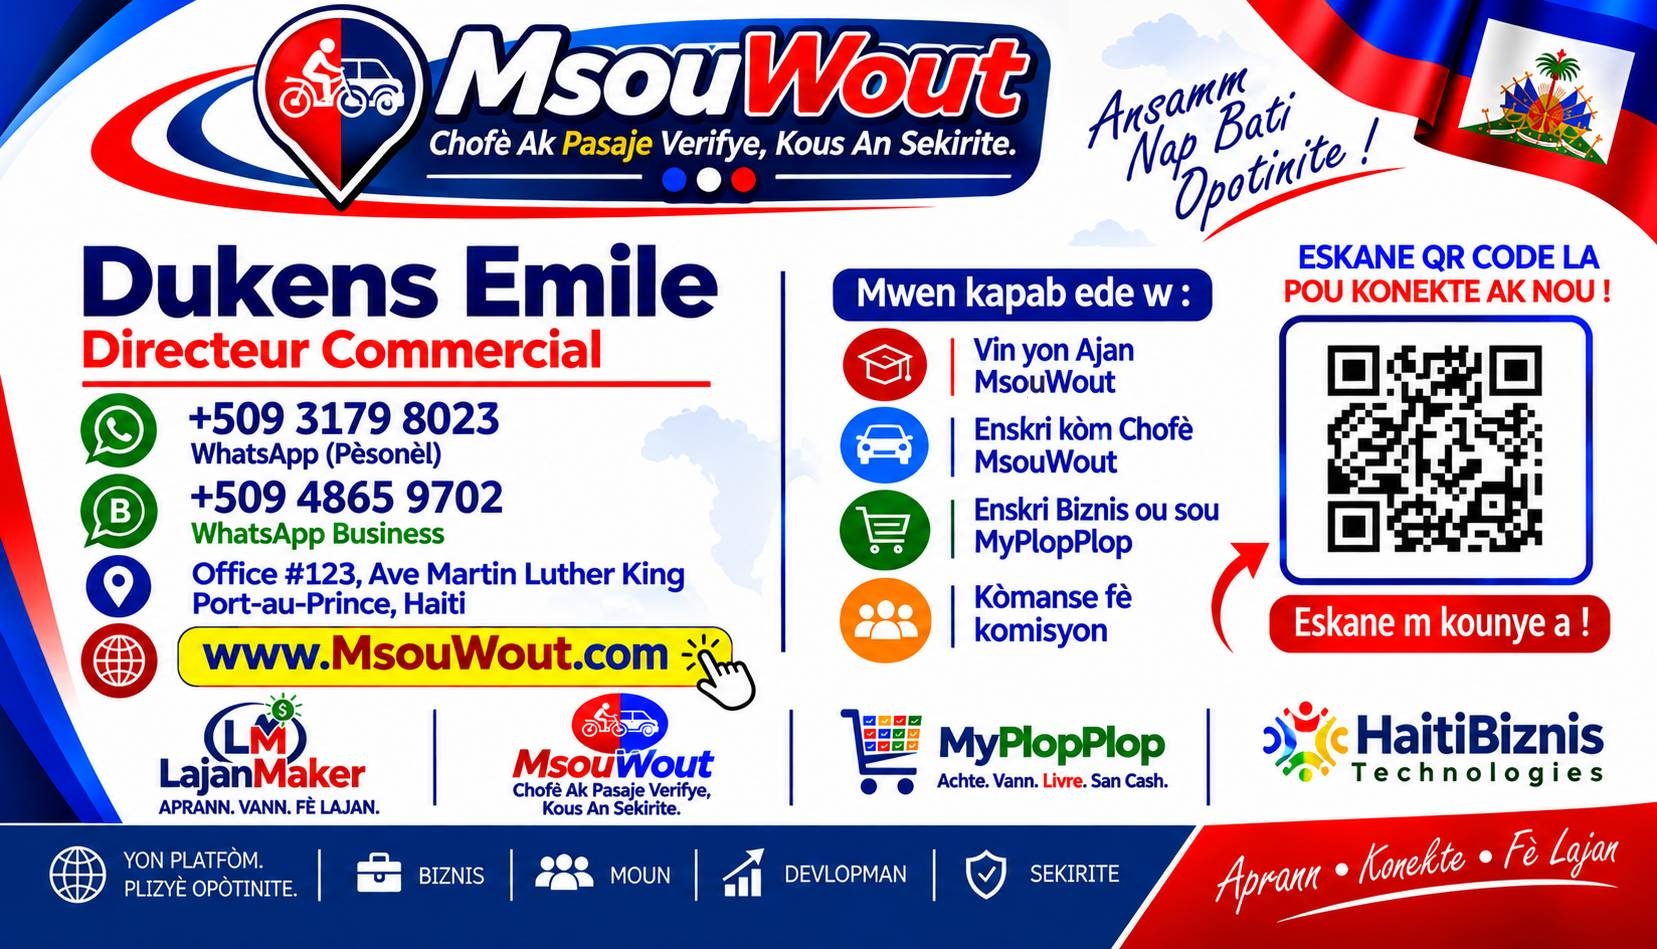 MsouWout
Chofè Ak Pasaje Verifye, Kous An Sekirite.
Ansamm
Nap Bati
Opotinite !
Dukens Emile
Directeur Commercial
+509 3179 8023
WhatsApp (Pèsonèl)
B
+509 4865 9702
WhatsApp Business
Office #123, Ave Martin Luther King
Port-au-Prince, Haiti
www.MsouWout.com
Mwen kapab ede w :
Vin yon Ajan
MsouWout
Enskri kòm Chofè
MsouWout
Enskri Biznis ou sou
MyPlopPlop
Kòmanse fè
komisyon
ESKANE QR CODE LA
POU KONEKTE AK NOU !
Eskane m kounye a !
$
LM
LajanMaker
APRANN. VANN. FÈ LAJAN.
MsouWout
Chofè Ak Pasaje Verifye,
Kous An Sekirite.
MyPlopPlop
Achte. Vann. Livre. San Cash.
HaitiBiznis
Technologies
YON PLATFÒM.
PLIZYÈ OPÒTINITE.
BIZNIS
MOUN
DEVLOPMAN
SEKIRITE
Aprann • Konekte • Fè Lajan